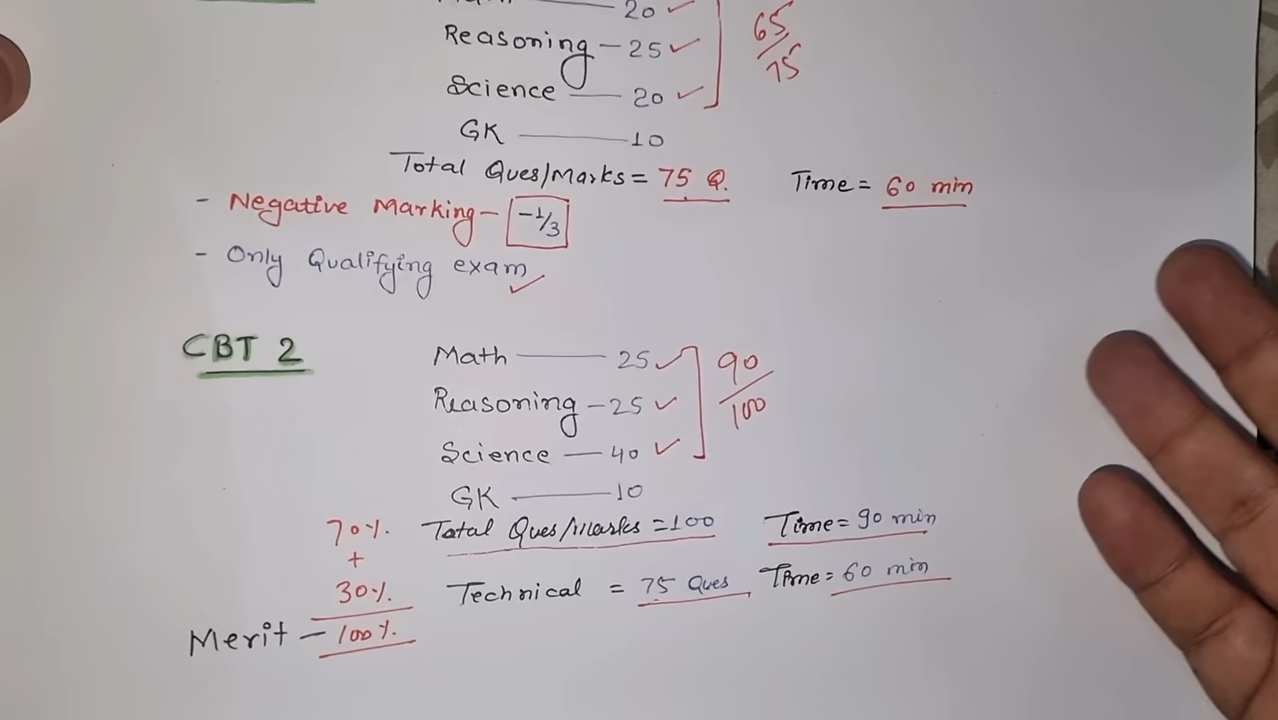 20
Reasoning - 25
65/75
Science - 20
GK - 10
Total Ques/Marks = 75 Q. Time = 60 min
- Negative Marking - -1/3
- Only Qualifying exam
CBT 2
Math - 25
90/100
Reasoning - 25
Science - 40
GK - 10
70% Total Ques/Marks = 100 Time = 90 min
+
30% Technical = 75 Ques Time = 60 min
Merit - 100%